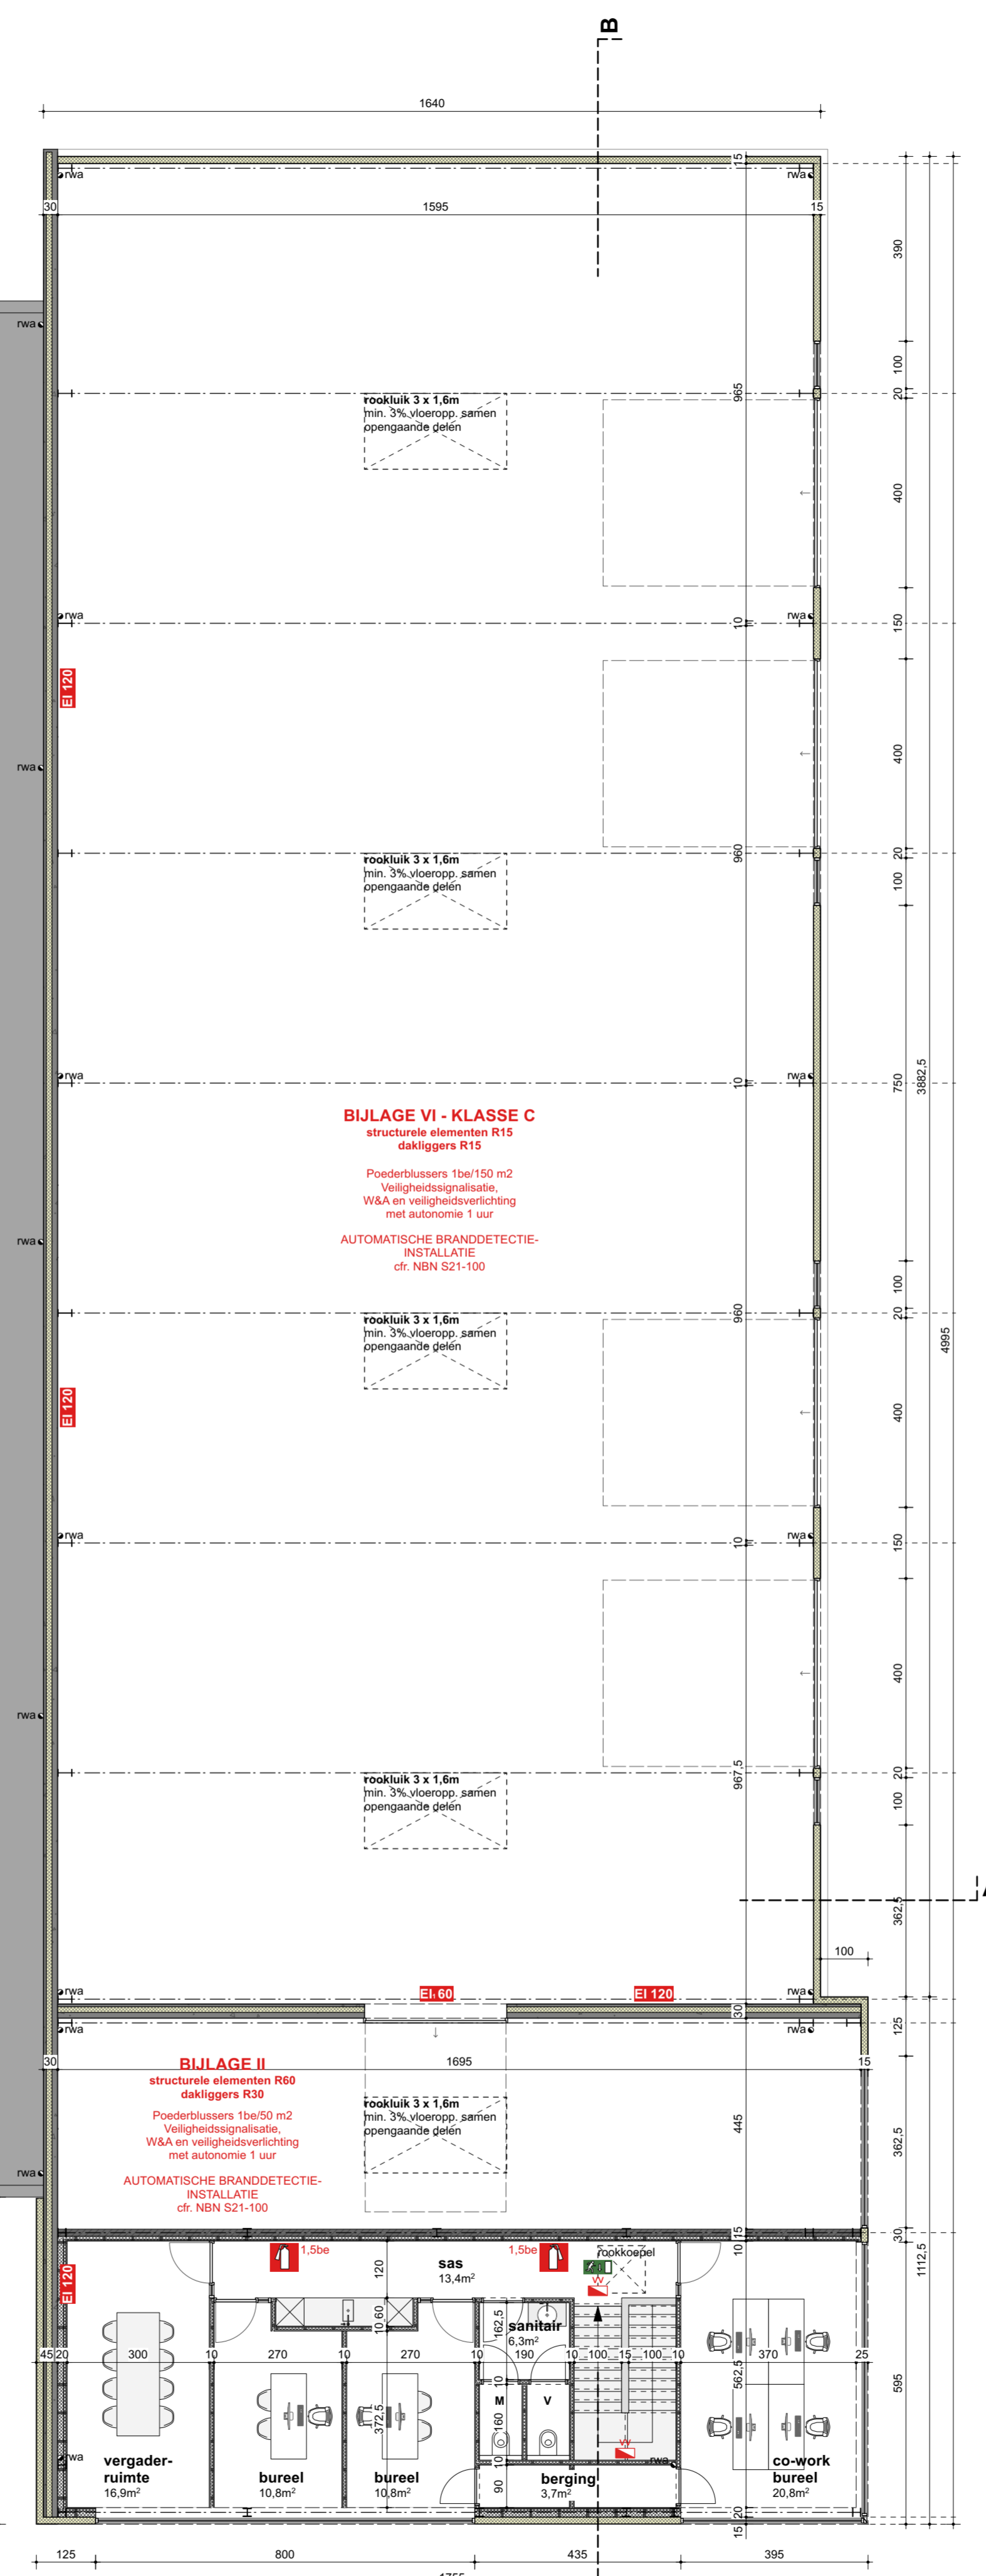 B
1640
15
rwa
rwa
30
1595
15
390
rwa
100
20
965
rookluik 3 x 1,6m
min. 3% vloeropp. samen
opengaande delen
400
rwa
rwa
10
150
EI 120
400
rwa
960
20
rookluik 3 x 1,6m
min. 3% vloeropp. samen
opengaande delen
100
rwa
rwa
10
750
3882,5
BIJLAGE VI - KLASSE C
structurele elementen R15
dakliggers R15
Poederblussers 1be/150 m2
Veiligheidssignalisatie,
W&A en veiligheidsverlichting
met autonomie 1 uur
AUTOMATISCHE BRANDDETECTIE-
INSTALLATIE
cfr. NBN S21-100
rwa
100
20
960
rookluik 3 x 1,6m
min. 3% vloeropp. samen
opengaande delen
4995
EI 120
400
rwa
rwa
10
150
400
rwa
967,5
20
rookluik 3 x 1,6m
min. 3% vloeropp. samen
opengaande delen
100
362,5
100
rwa
EI 60
EI 120
rwa
30
rwa
rwa
125
30
BIJLAGE II
1695
15
structurele elementen R60
dakliggers R30
Poederblussers 1be/50 m2
Veiligheidssignalisatie,
W&A en veiligheidsverlichting
met autonomie 1 uur
AUTOMATISCHE BRANDDETECTIE-
INSTALLATIE
cfr. NBN S21-100
rookluik 3 x 1,6m
min. 3% vloeropp. samen
opengaande delen
445
362,5
rwa
15
30
10
1112,5
1,5be
1,5be
rookkoepel
sas
13,4m²
120
EI 120
VV
60
10
162,5
sanitair
6,3m²
45
20
300
10
270
10
270
10
190
10
100
15
100
10
370
25
562,5
595
10
372,5
M
V
160
VV
rwa
rwa
10
vergader-
ruimte
16,9m²
bureel
10,8m²
bureel
10,8m²
90
berging
3,7m²
co-work
bureel
20,8m²
20
15
125
800
435
395
1755